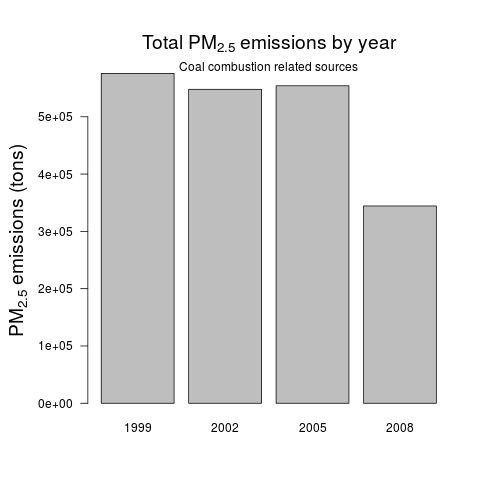 Total PM2.5 emissions by year
Coal combustion related sources
PM2.5 emissions (tons)
5e+05
4e+05
3e+05
2e+05
1e+05
0e+00
1999 2002 2005 2008